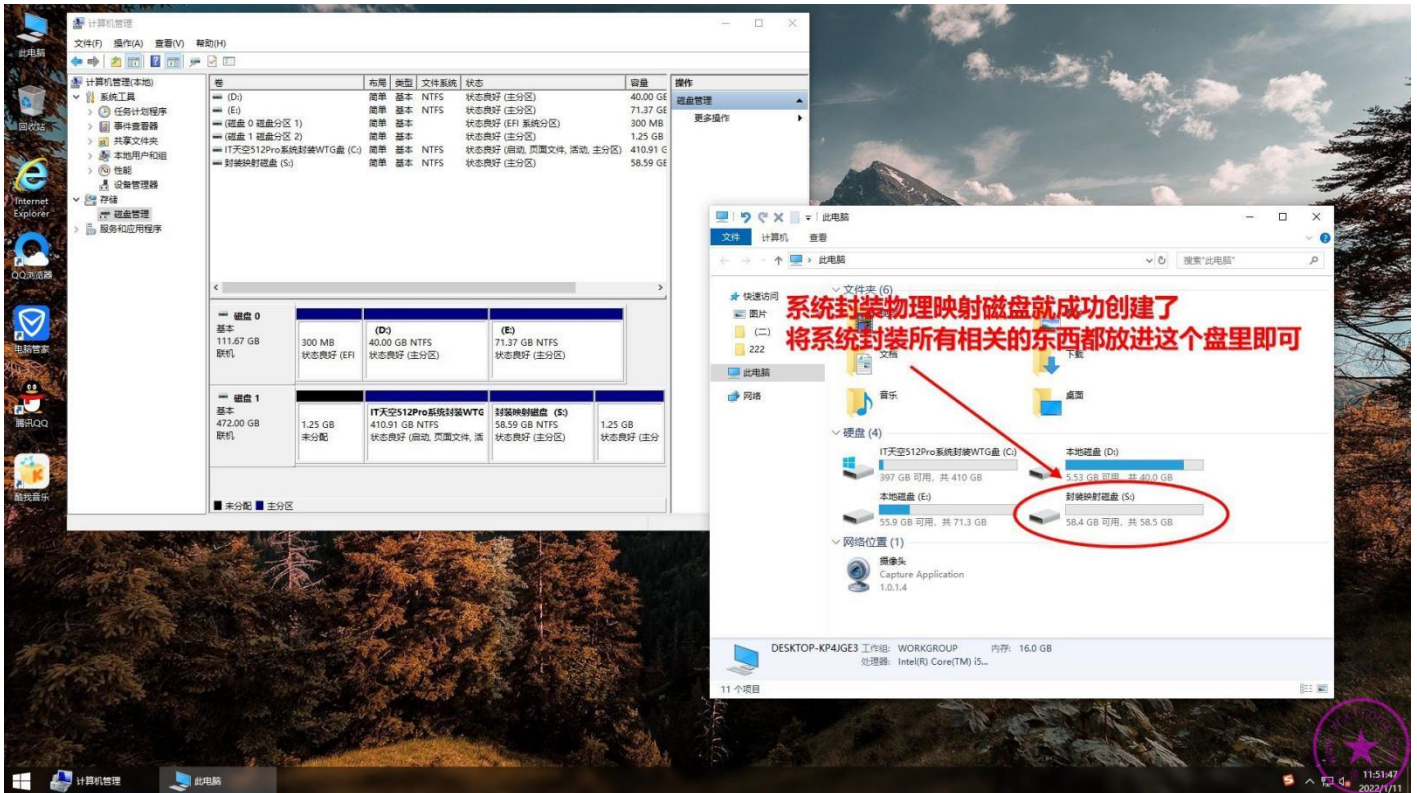 此电脑
回收站
Internet
Explorer
QQ浏览器
电脑管家
腾讯QQ
酷我音乐
计算机管理
文件(F) 操作(A) 查看(V) 帮助(H)
计算机管理(本地)
系统工具
任务计划程序
事件查看器
共享文件夹
本地用户和组
性能
设备管理器
存储
磁盘管理
服务和应用程序
卷 布局 类型 文件系统 状态 容量
(D:) 简单 基本 NTFS 状态良好 (主分区) 40.00 GE
(E:) 简单 基本 NTFS 状态良好 (主分区) 71.37 GE
(磁盘 0 磁盘分区 1) 简单 基本 状态良好 (EFI 系统分区) 300 MB
(磁盘 1 磁盘分区 2) 简单 基本 状态良好 (主分区) 1.25 GB
IT天空512Pro系统封装WTG盘 (C:) 简单 基本 NTFS 状态良好 (启动, 页面文件, 活动, 主分区) 410.91 G
封装映射磁盘 (S:) 简单 基本 NTFS 状态良好 (主分区) 58.59 GE
操作
磁盘管理
更多操作
磁盘 0
基本
111.67 GB
联机
300 MB
状态良好 (EFI
(D:)
40.00 GB NTFS
状态良好 (主分区)
(E:)
71.37 GB NTFS
状态良好 (主分区)
磁盘 1
基本
472.00 GB
联机
1.25 GB
未分配
IT天空512Pro系统封装WTG
410.91 GB NTFS
状态良好 (启动, 页面文件, 活
封装映射磁盘 (S:)
58.59 GB NTFS
状态良好 (主分区)
1.25 GB
状态良好 (主分
未分配 主分区
此电脑
文件 计算机 查看
此电脑
搜索"此电脑"
快速访问
图片
(二)
222
此电脑
网络
文件夹 (6)
系统封装物理映射磁盘就成功创建了
将系统封装所有相关的东西都放进这个盘里即可
文档 下载
音乐 桌面
硬盘 (4)
IT天空512Pro系统封装WTG盘 (C:)
397 GB 可用, 共 410 GB
本地磁盘 (D:)
5.53 GB 可用, 共 40.0 GB
本地磁盘 (E:)
55.9 GB 可用, 共 71.3 GB
封装映射磁盘 (S:)
58.4 GB 可用, 共 58.5 GB
网络位置 (1)
摄像头
Capture Application
1.0.1.4
DESKTOP-KP4JGE3 工作组: WORKGROUP 内存: 16.0 GB
处理器: Intel(R) Core(TM) i5...
11 个项目
计算机管理
此电脑
11:51:47
2022/1/11